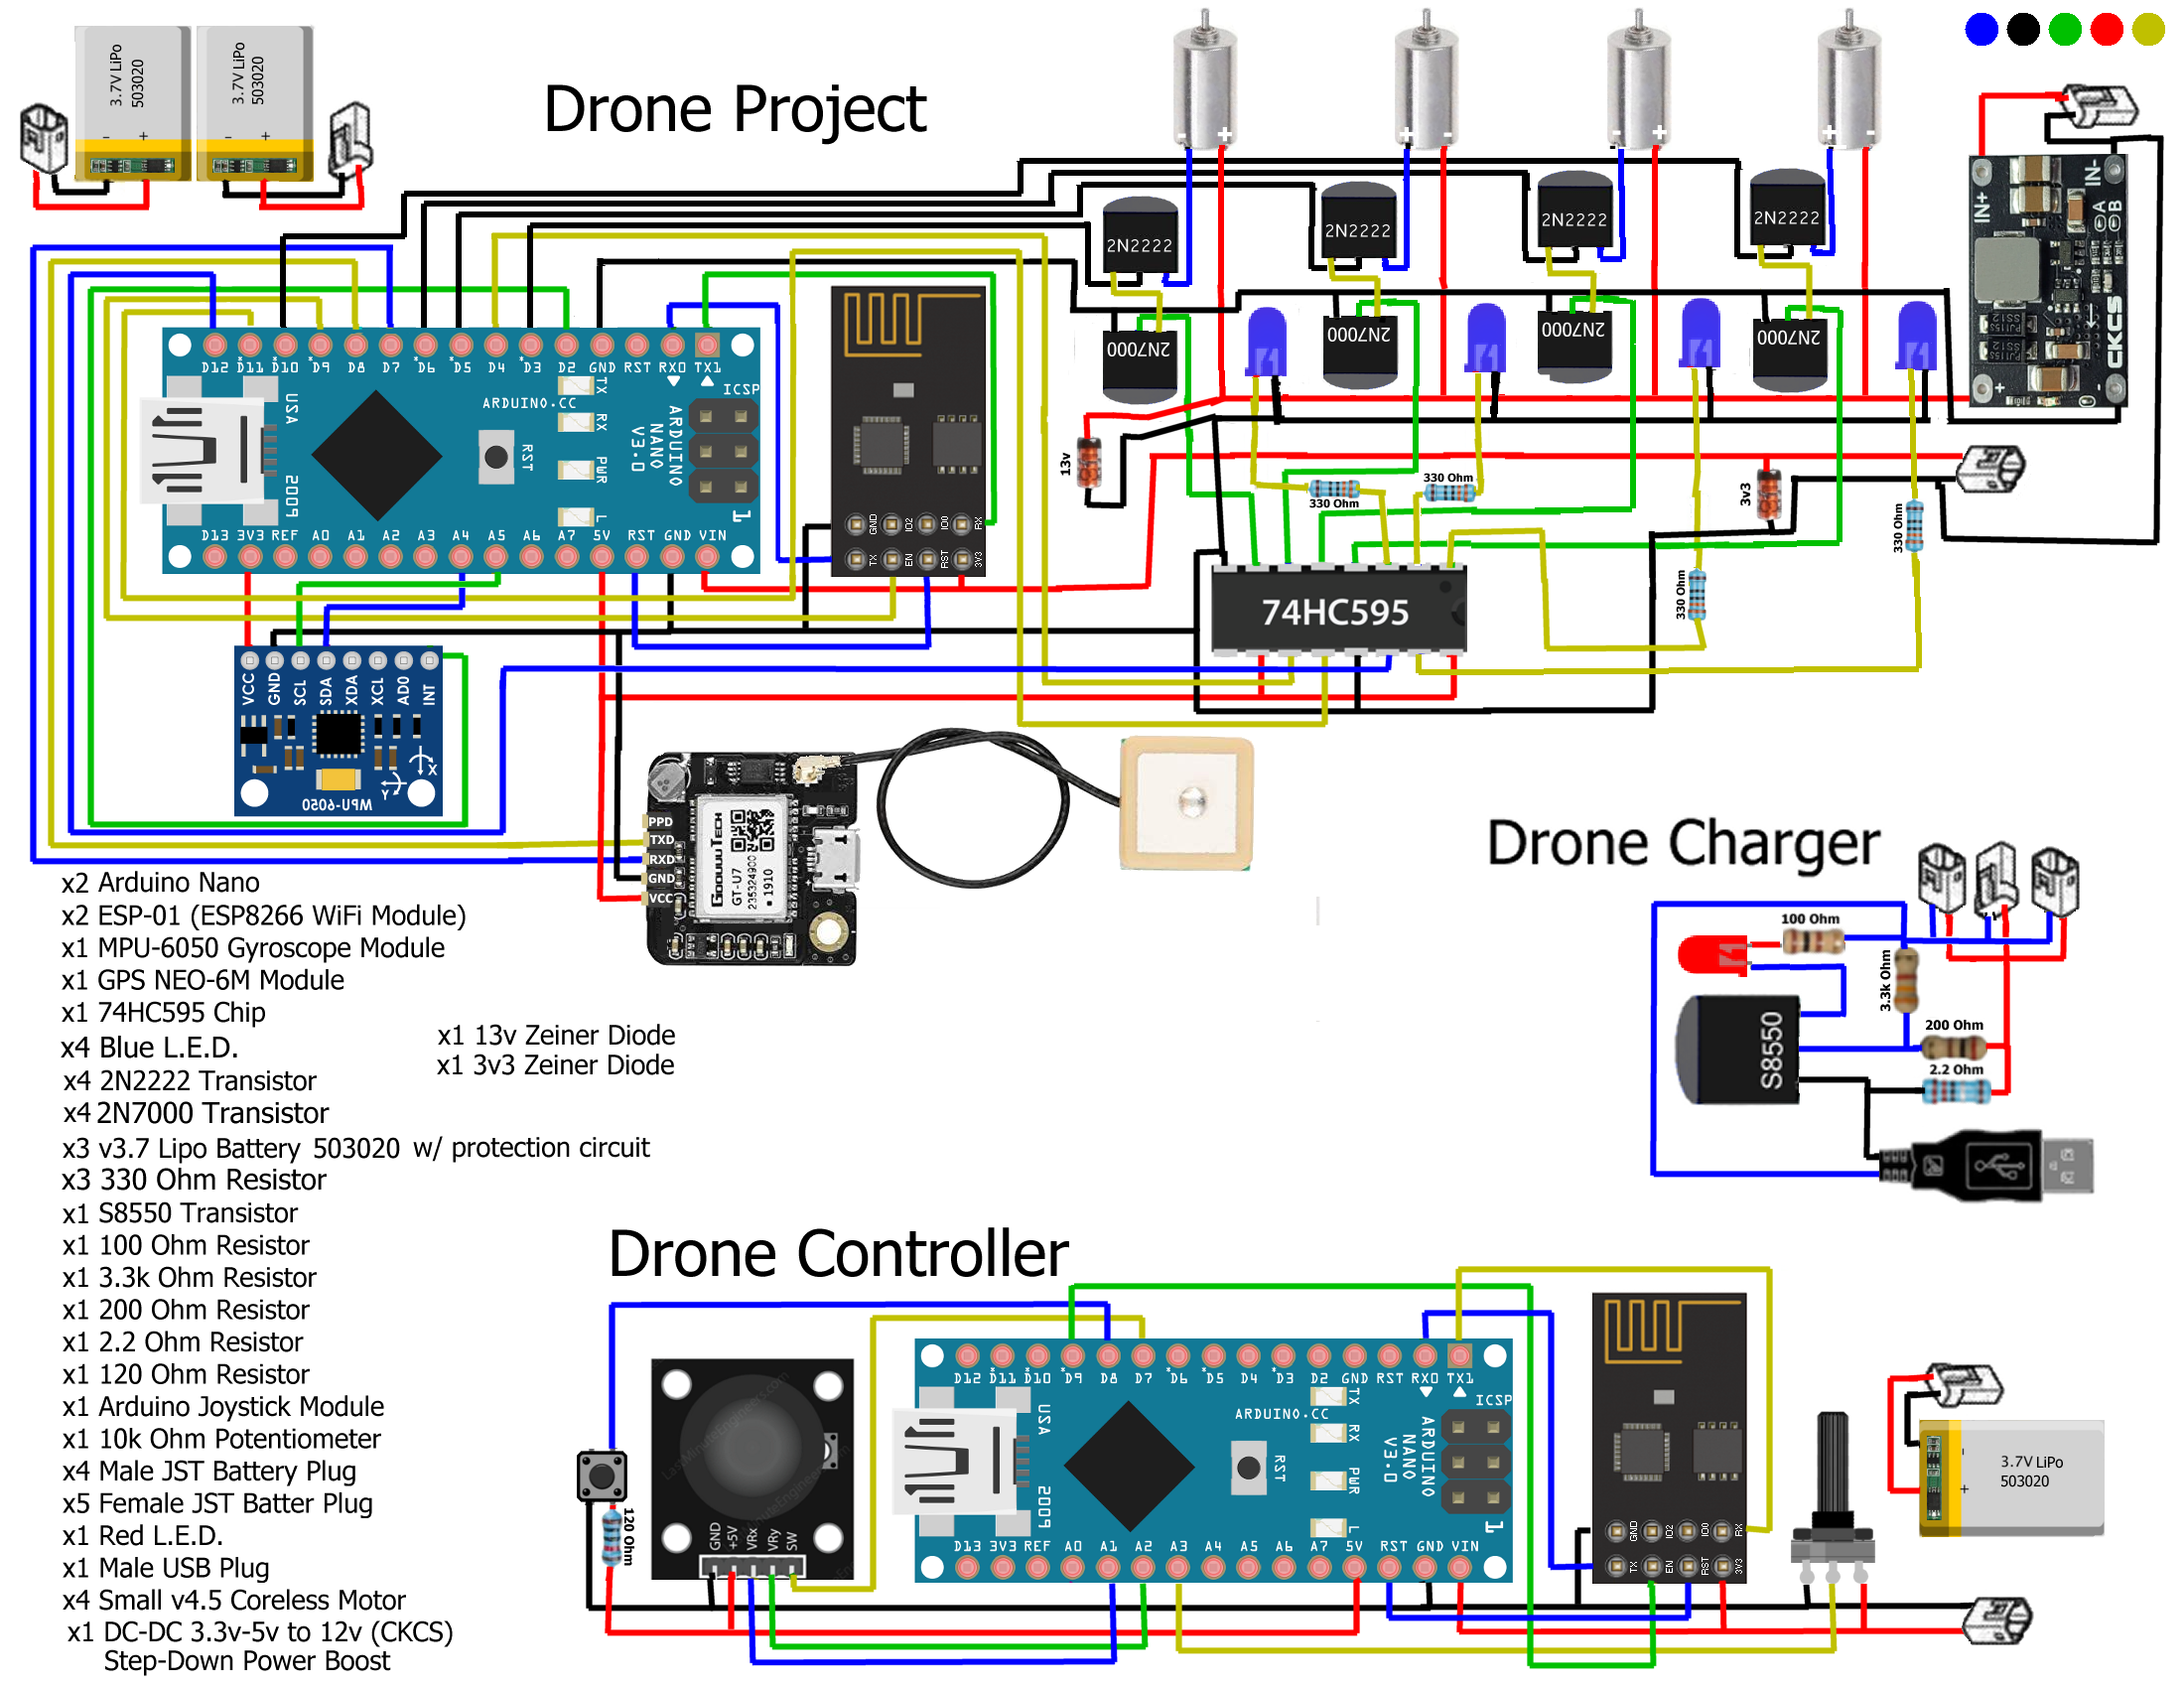 3.7V LiPo
503020
- +
3.7V LiPo
503020
- +
Drone Project
- +
+ -
- +
+ -
2N2222
2N2222
2N2222
2N2222
2N7000
2N7000
2N7000
2N7000
IN+
IN-
A
B
CKCS
+
-
O
D12 D11 D10 D9 D8 D7 D6 D5 D4 D3 D2 GND RST RX0 TX1
USA
2009
ARDUINO.CC
RST
TX
RX
PWR
L
ARDUINO
NANO
V3.0
ICSP
1
D13 3V3 REF A0 A1 A2 A3 A4 A5 A6 A7 5V RST GND VIN
GND IO2 IO0 RX
TX EN RST 3V3
13v
3v3
330 Ohm
330 Ohm
330 Ohm
330 Ohm
74HC595
VCC GND SCL SDA XDA XCL AD0 INT
X
Y
MPU-6050
PPD
TXD
RXD
GND
VCC
GOOUUU TECH
GT-U7
235324900
1910
Drone Charger
100 Ohm
3.3k Ohm
200 Ohm
2.2 Ohm
S8550
x2 Arduino Nano
x2 ESP-01 (ESP8266 WiFi Module)
x1 MPU-6050 Gyroscope Module
x1 GPS NEO-6M Module
x1 74HC595 Chip
x4 Blue L.E.D.
x4 2N2222 Transistor
x4 2N7000 Transistor
x3 v3.7 Lipo Battery 503020 w/ protection circuit
x3 330 Ohm Resistor
x1 S8550 Transistor
x1 100 Ohm Resistor
x1 3.3k Ohm Resistor
x1 200 Ohm Resistor
x1 2.2 Ohm Resistor
x1 120 Ohm Resistor
x1 Arduino Joystick Module
x1 10k Ohm Potentiometer
x4 Male JST Battery Plug
x5 Female JST Batter Plug
x1 Red L.E.D.
x1 Male USB Plug
x4 Small v4.5 Coreless Motor
x1 DC-DC 3.3v-5v to 12v (CKCS)
Step-Down Power Boost
x1 13v Zeiner Diode
x1 3v3 Zeiner Diode
Drone Controller
120 Ohm
GND +5V VRx VRy SW
D12 D11 D10 D9 D8 D7 D6 D5 D4 D3 D2 GND RST RX0 TX1
USA
2009
ARDUINO.CC
RST
TX
RX
PWR
L
ARDUINO
NANO
V3.0
ICSP
1
D13 3V3 REF A0 A1 A2 A3 A4 A5 A6 A7 5V RST GND VIN
GND IO2 IO0 RX
TX EN RST 3V3
3.7V LiPo
503020
-
+